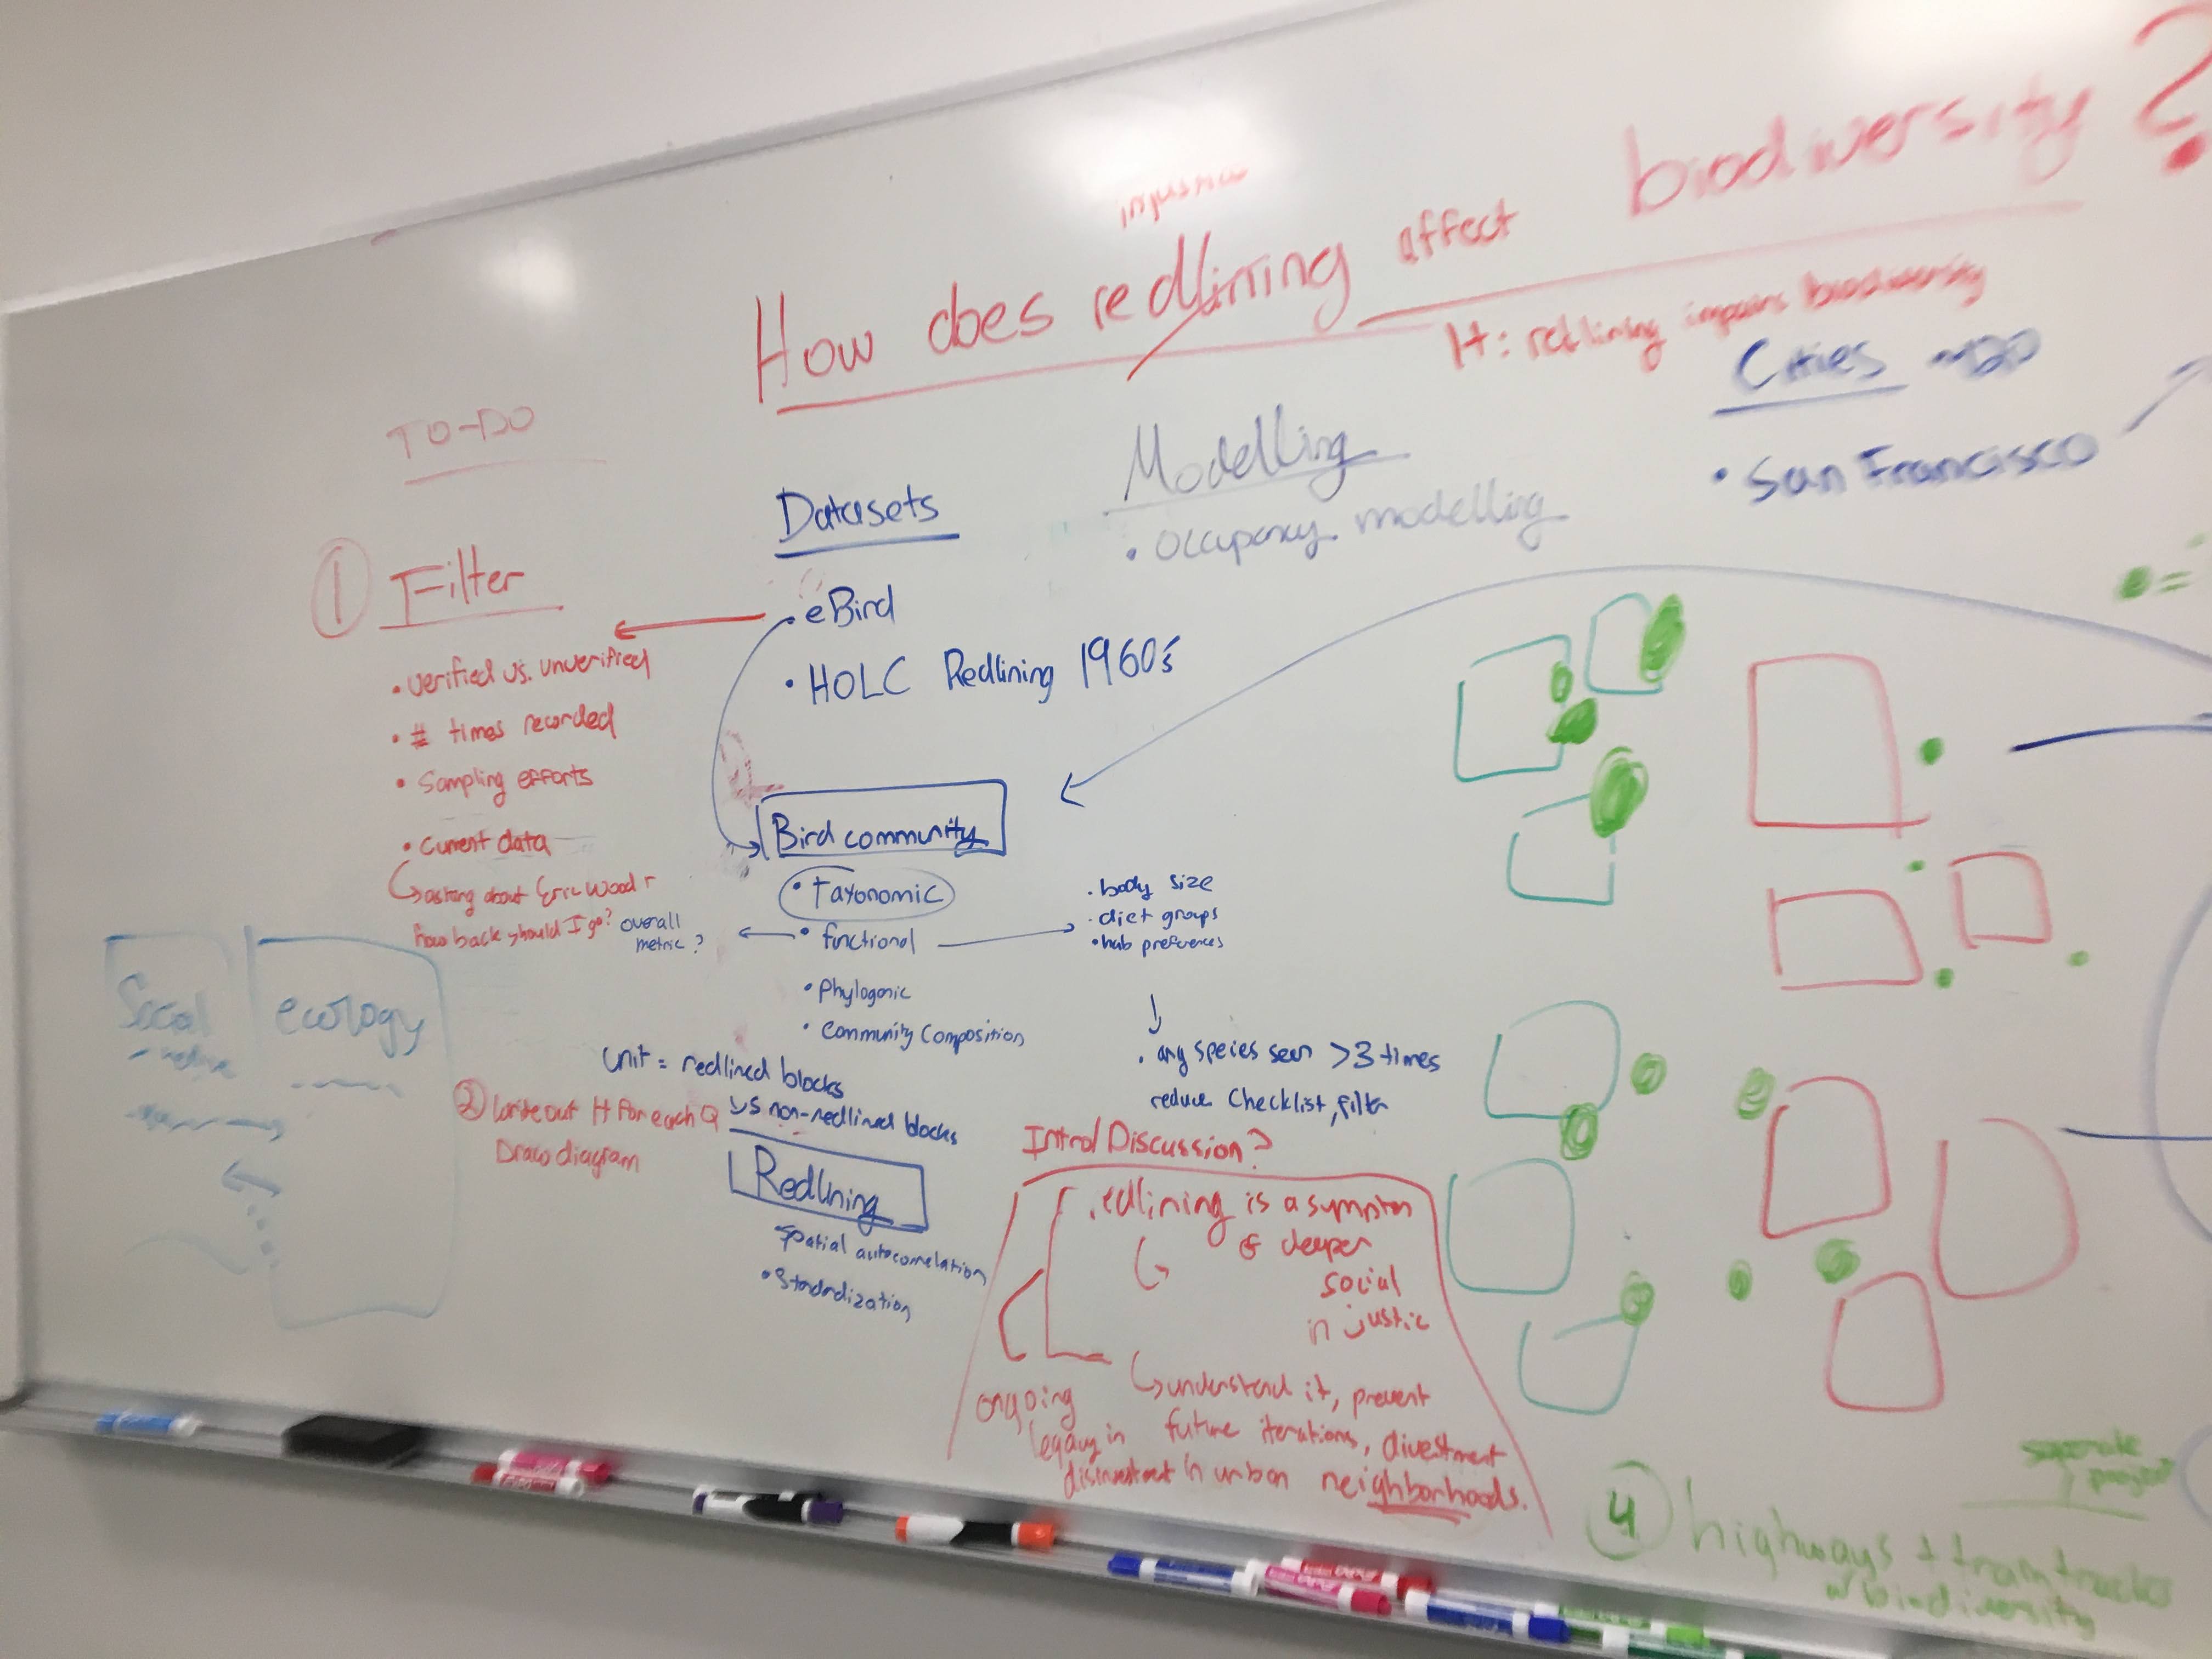 injustice
How does redlining affect biodiversity?
H: redlining impairs biodiversity
TO-DO
① Filter
• verified vs. unverified
• # times recorded
• Sampling efforts
• Current data
asking about Eric Wood
how back should I go?
Datasets
• eBird
• HOLC Redlining 1960's
Modelling
• Occupancy modelling
Cities ~20
• San Francisco
Bird community
• Taxonomic
• functional
• Phylogenic
• Community Composition
overall
metric?
• body size
• diet groups
• hab preferences
• any species seen >3 times
reduce checklist, filter
Social
ecology
unit = redlined blocks
vs non-redlined blocks
② Write out H for each Q
Draw diagram
Redlining
Spatial autocorrelation
• Standardization
Intro/Discussion?
redlining is a symptom
of deeper
social
injustic
understand it, prevent
future iterations, divestment
ongoing
legacy in
disinvestment in urban neighborhoods.
=
separate
project
④ highways + train tracks
w biodiversity